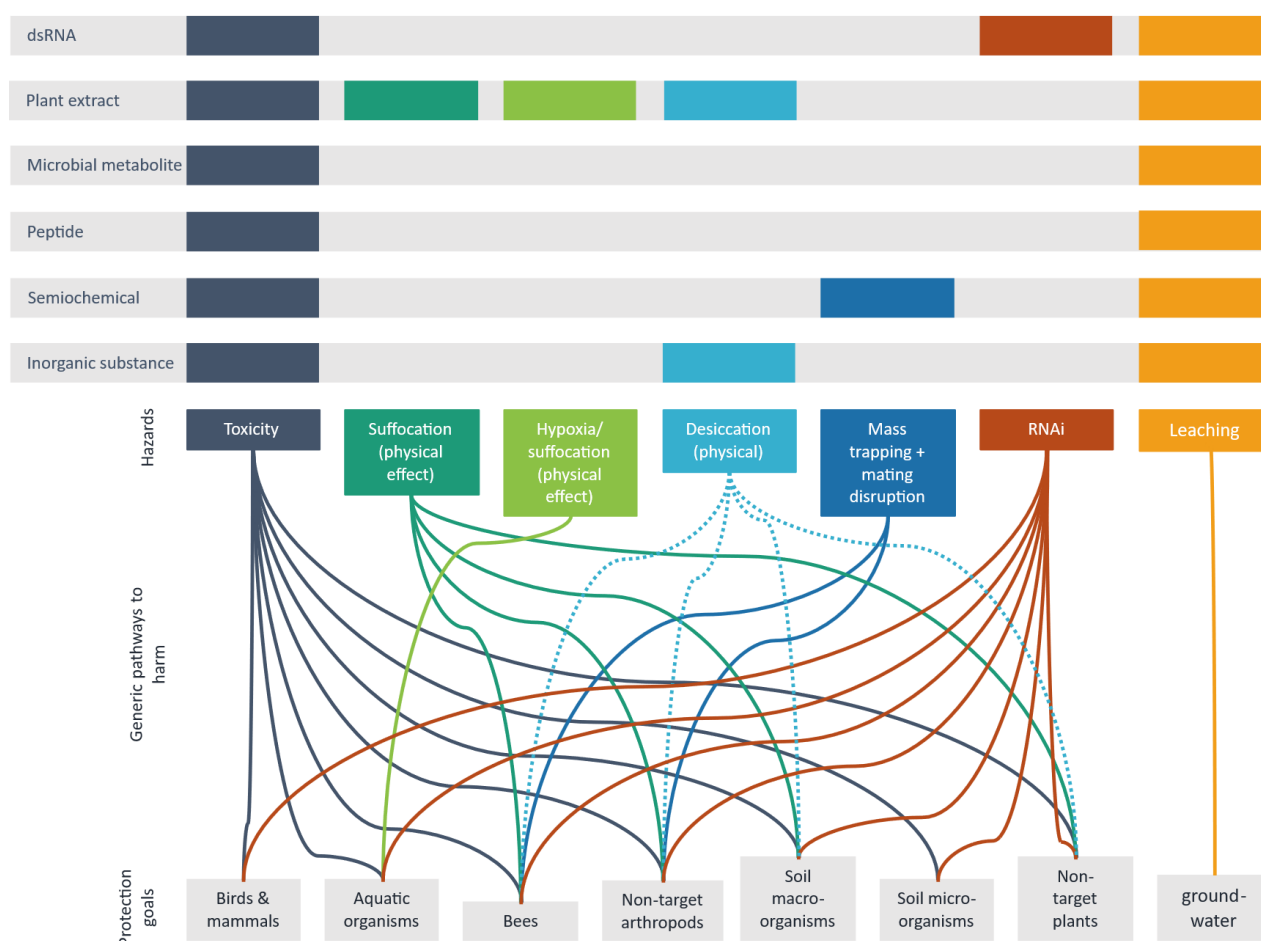 dsRNA
Plant extract
Microbial metabolite
Peptide
Semiochemical
Inorganic substance
Hazards
Toxicity
Suffocation
(physical
effect)
Hypoxia/
suffocation
(physical
effect)
Desiccation
(physical)
Mass
trapping +
mating
disruption
RNAi
Leaching
Generic pathways to
harm
Protection
goals
Birds &
mammals
Aquatic
organisms
Bees
Non-target
arthropods
Soil
macro-
organisms
Soil micro-
organisms
Non-
target
plants
ground-
water